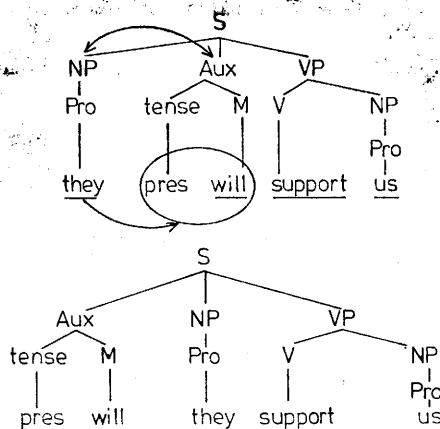 S
NP Aux VP
Pro tense M V NP
Pro
they pres will support us
S
Aux NP VP
tense M Pro V NP
Pro
pres will they support us